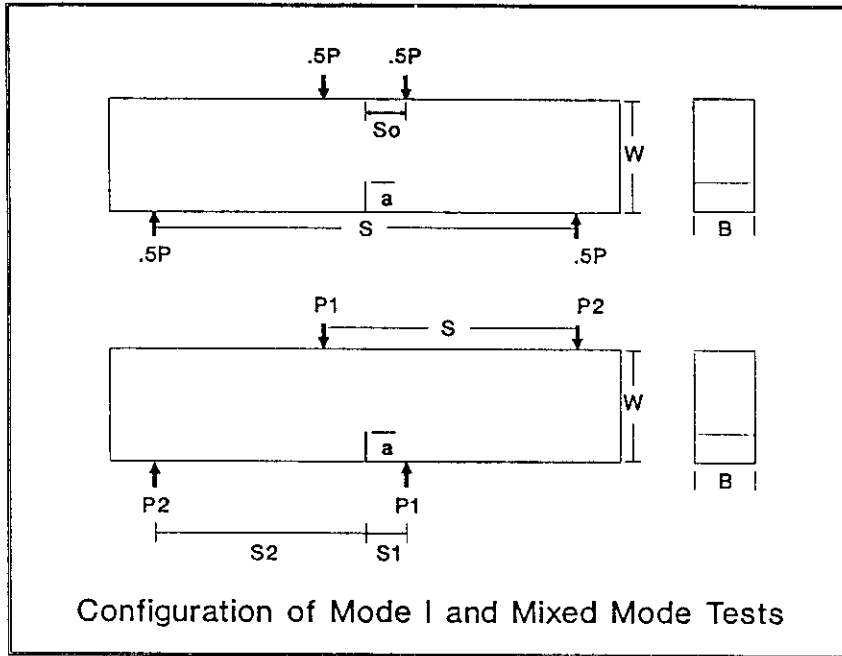 .5P .5P
So
W
a
S
B
.5P .5P
P1 P2
S
W
a
B
P2 P1
S2 S1
Configuration of Mode I and Mixed Mode Tests